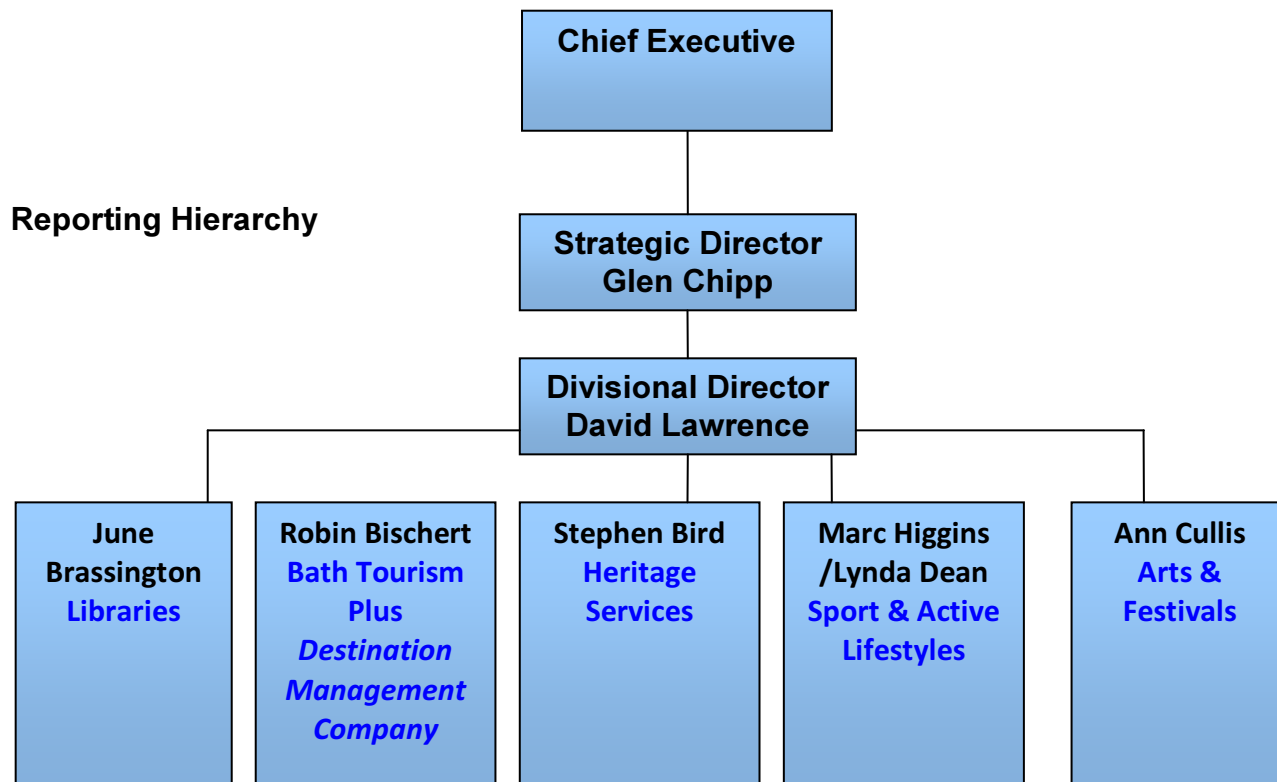 Chief Executive
Reporting Hierarchy
Strategic Director
Glen Chipp
Divisional Director
David Lawrence
June
Brassington
Libraries
Robin Bischert
Bath Tourism
Plus
Destination
Management
Company
Stephen Bird
Heritage
Services
Marc Higgins
/Lynda Dean
Sport & Active
Lifestyles
Ann Cullis
Arts &
Festivals